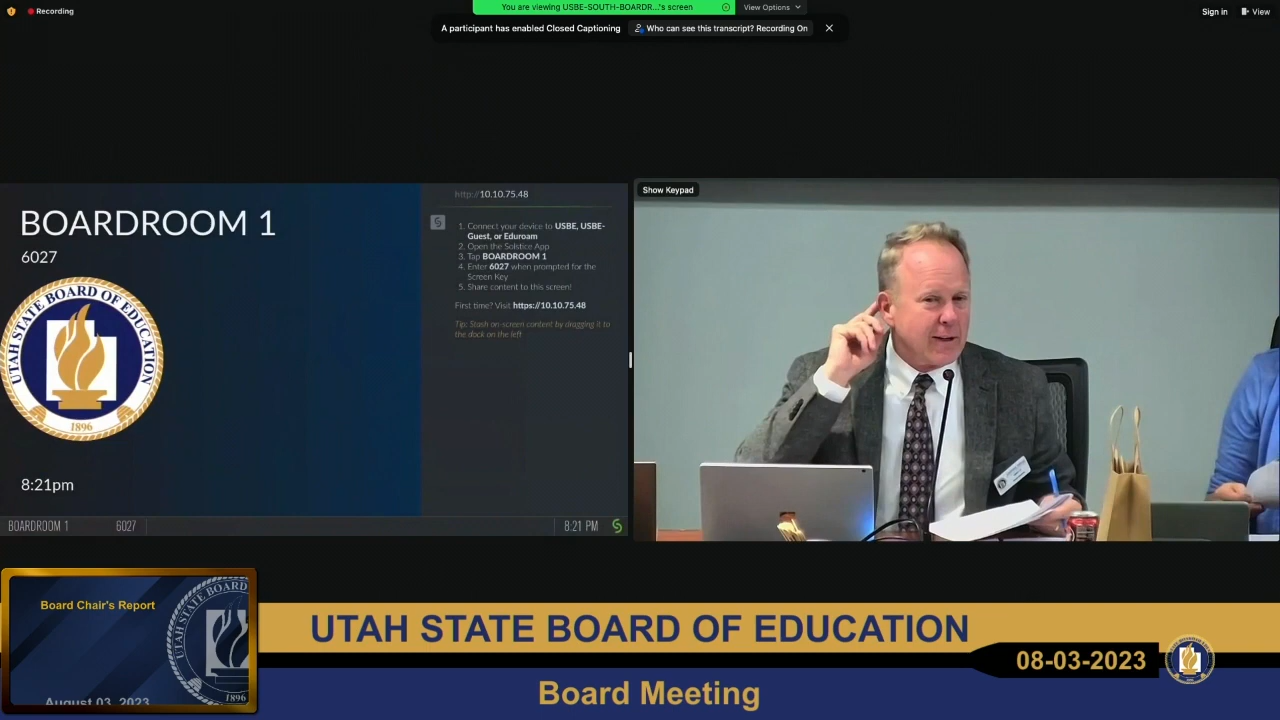 Recording
You are viewing USBE-SOUTH-BOARDR...'s screen
View Options
Sign in
View
A participant has enabled Closed Captioning
Who can see this transcript? Recording On
BOARDROOM 1
6027
UTAH STATE BOARD OF EDUCATION
1896
8:21pm
http://10.10.75.48
1. Connect your device to USBE, USBE-
Guest, or Eduroam
2. Open the Solstice App
3. Tap BOARDROOM 1
4. Enter 6027 when prompted for the
Screen Key
5. Share content to this screen!
First time? Visit https://10.10.75.48
Tip: Stash on-screen content by dragging it to
the dock on the left
BOARDROOM 1
6027
8:21 PM
Show Keypad
Board Chair's Report
UTAH STATE BOARD
1896
August 03, 2023
UTAH STATE BOARD OF EDUCATION
08-03-2023
Board Meeting